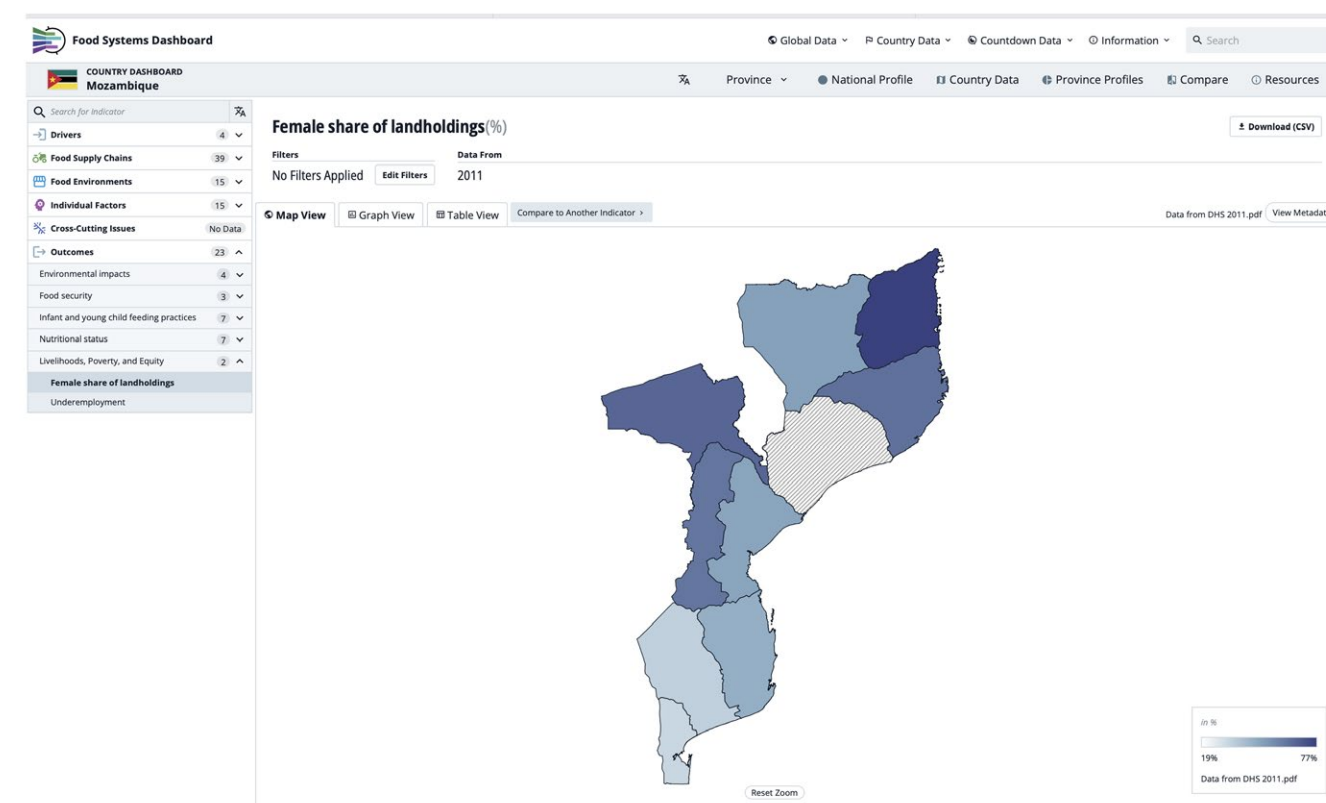 Food Systems Dashboard
Global Data
Country Data
Countdown Data
Information
Search
COUNTRY DASHBOARD
Mozambique
Province
National Profile
Country Data
Province Profiles
Compare
Resources
Search for indicator
Drivers 4
Food Supply Chains 39
Food Environments 15
Individual Factors 15
Cross-Cutting Issues No Data
Outcomes 23
Environmental impacts 4
Food security 3
Infant and young child feeding practices 7
Nutritional status 7
Livelihoods, Poverty, and Equity 2
Female share of landholdings
Underemployment
Female share of landholdings(%)
Download (CSV)
Filters
Data From
No Filters Applied
Edit Filters
2011
Map View
Graph View
Table View
Compare to Another Indicator ›
Data from DHS 2011.pdf
View Metadat
in %
19% 77%
Data from DHS 2011.pdf
Reset Zoom